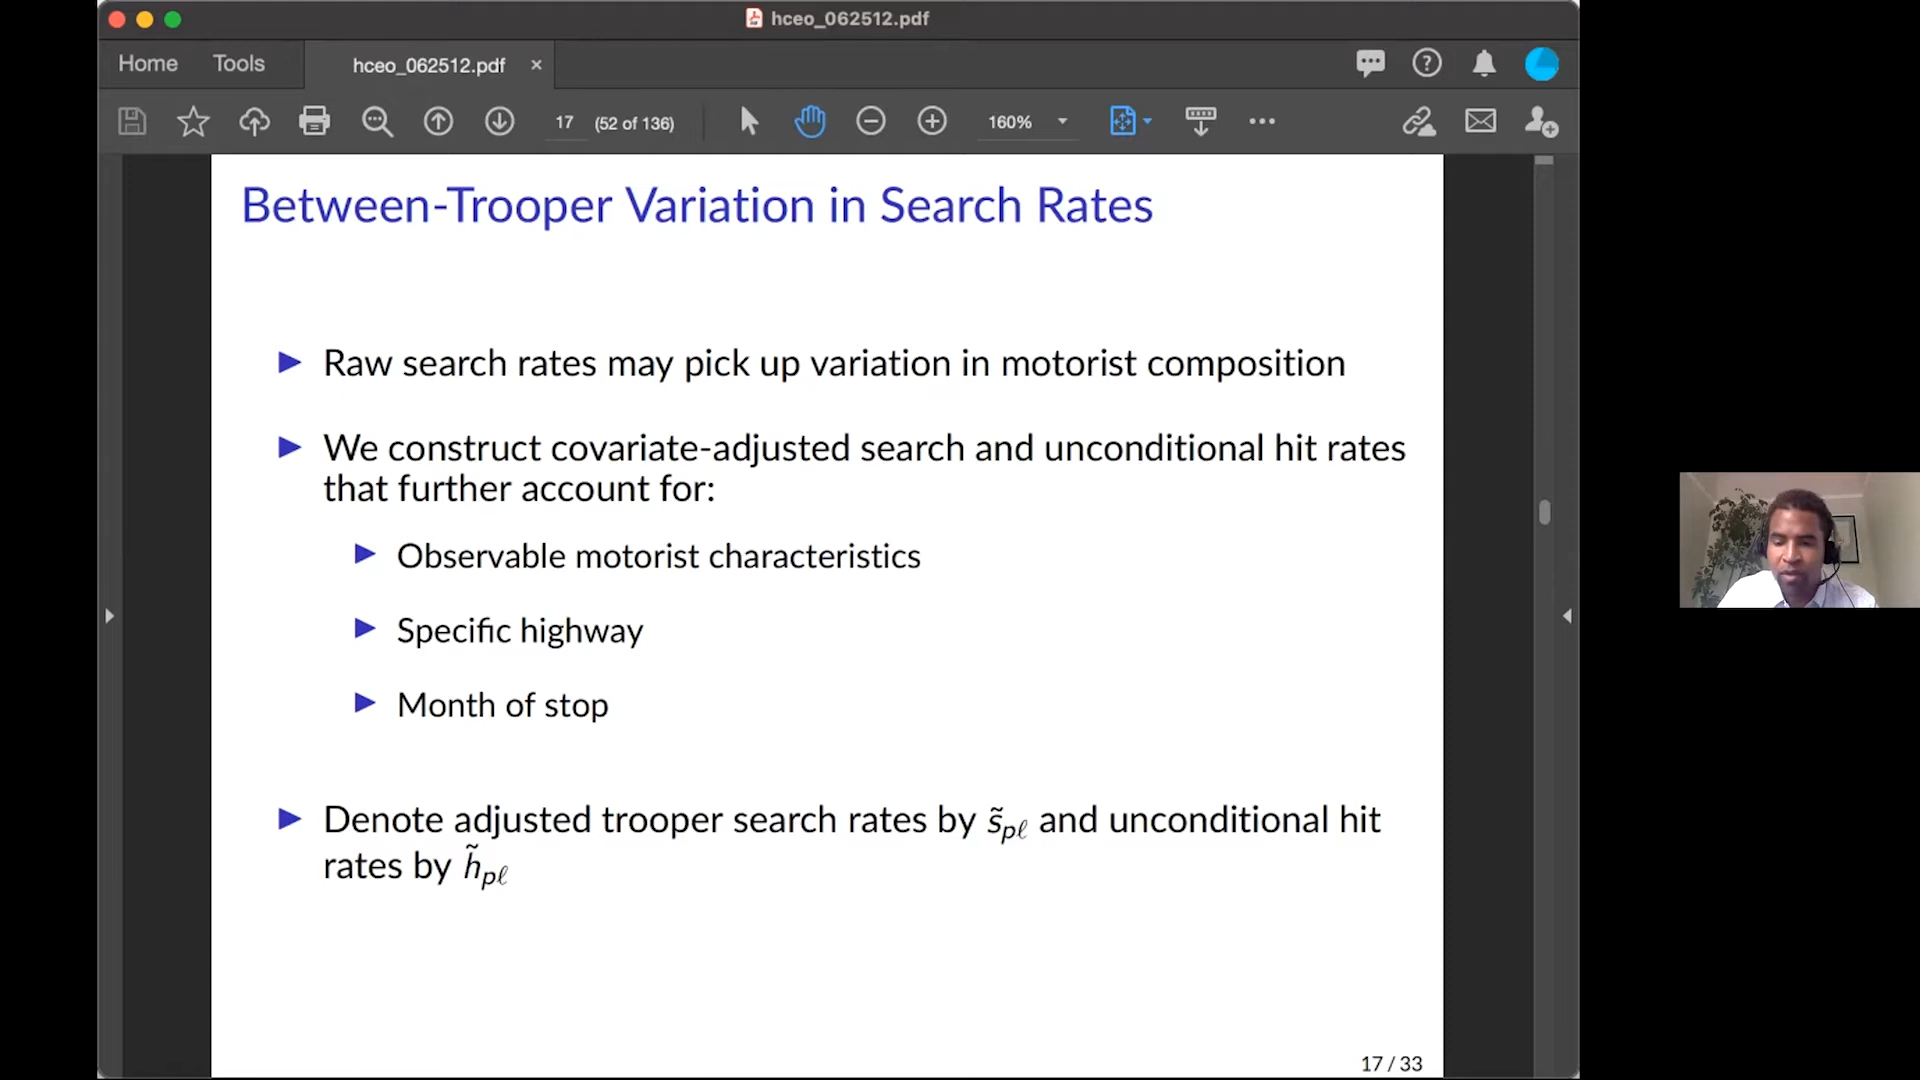 hceo_062512.pdf
Home Tools hceo_062512.pdf ×
17 (52 of 136) 160%
Between-Trooper Variation in Search Rates
Raw search rates may pick up variation in motorist composition
We construct covariate-adjusted search and unconditional hit rates
that further account for:
Observable motorist characteristics
Specific highway
Month of stop
Denote adjusted trooper search rates by s̃pℓ and unconditional hit
rates by h̃pℓ
17 / 33